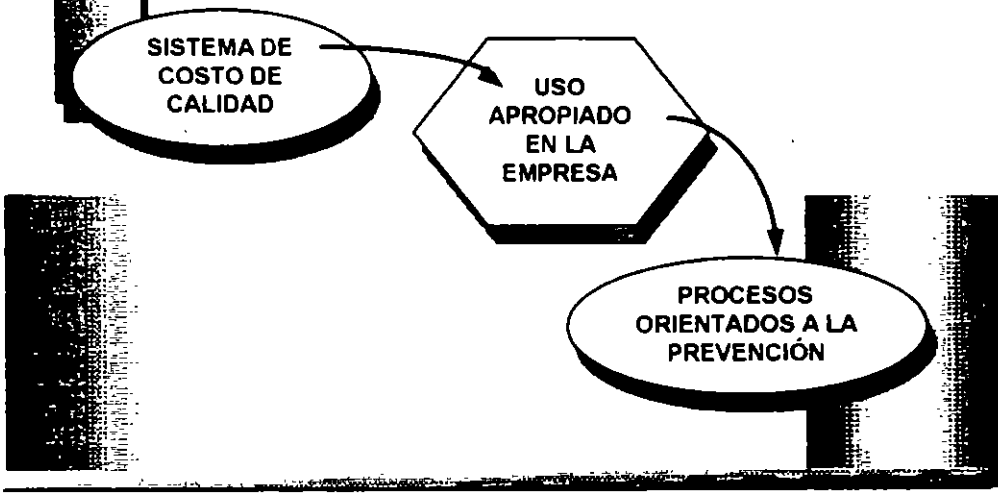 SISTEMA DE
COSTO DE
CALIDAD
USO
APROPIADO
EN LA
EMPRESA
PROCESOS
ORIENTADOS A LA
PREVENCIÓN